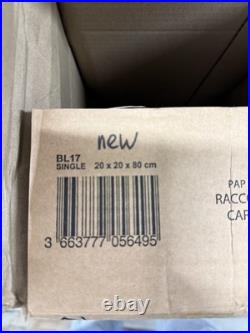 new
BL17
SINGLE 20 x 20 x 80 cm
PAP
RACCO
CAR
3 663777 056495